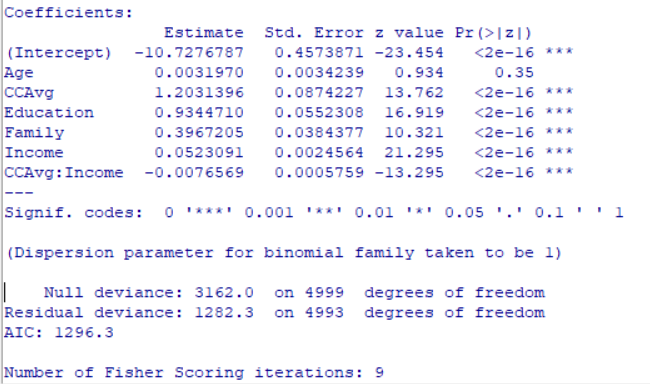 Coefficients:
              Estimate Std. Error z value Pr(>|z|)
(Intercept) -10.7276787  0.4573871 -23.454   <2e-16 ***
Age           0.0031970  0.0034239   0.934     0.35
CCAvg         1.2031396  0.0874227  13.762   <2e-16 ***
Education     0.9344710  0.0552308  16.919   <2e-16 ***
Family        0.3967205  0.0384377  10.321   <2e-16 ***
Income        0.0523091  0.0024564  21.295   <2e-16 ***
CCAvg:Income -0.0076569  0.0005759 -13.295   <2e-16 ***
---
Signif. codes:  0 '***' 0.001 '**' 0.01 '*' 0.05 '.' 0.1 ' ' 1
(Dispersion parameter for binomial family taken to be 1)
    Null deviance: 3162.0  on 4999  degrees of freedom
Residual deviance: 1282.3  on 4993  degrees of freedom
AIC: 1296.3
Number of Fisher Scoring iterations: 9